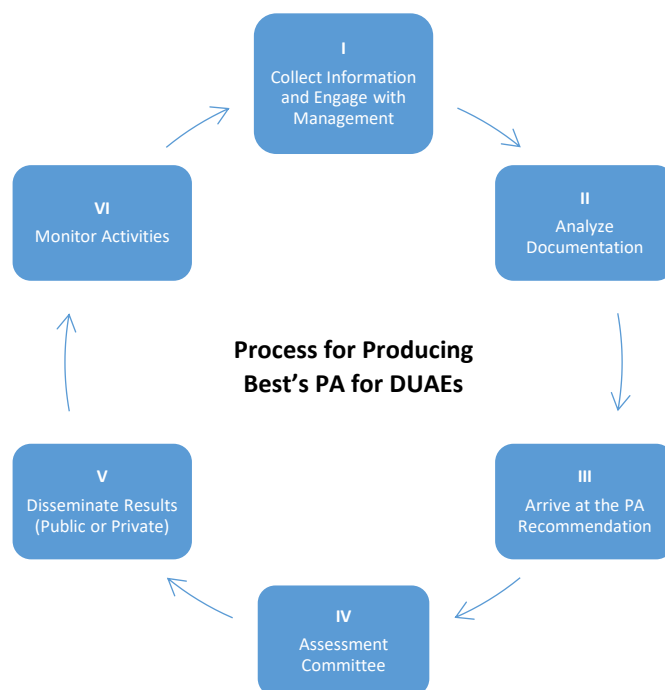 I
Collect Information
and Engage with
Management
II
Analyze
Documentation
III
Arrive at the PA
Recommendation
IV
Assessment
Committee
V
Disseminate Results
(Public or Private)
VI
Monitor Activities
Process for Producing
Best’s PA for DUAEs